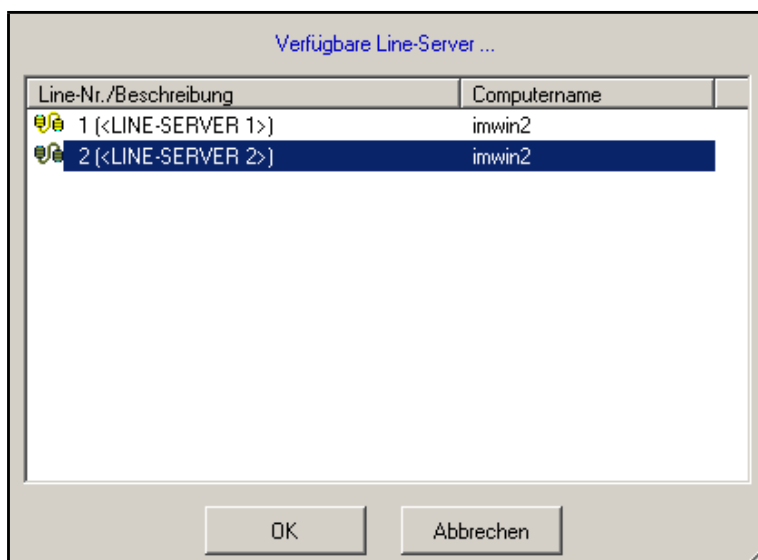 Verfügbare Line-Server ...
Line-Nr./Beschreibung Computername
1 (<LINE-SERVER 1>) imwin2
2 (<LINE-SERVER 2>) imwin2
OK Abbrechen